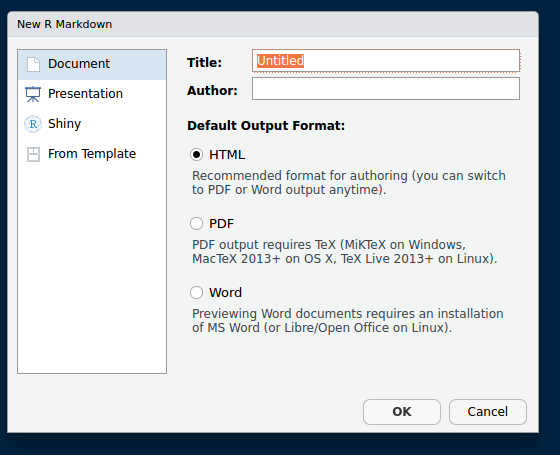 New R Markdown
Document
Presentation
R Shiny
From Template
Title: Untitled
Author:
Default Output Format:
HTML
Recommended format for authoring (you can switch
to PDF or Word output anytime).
PDF
PDF output requires TeX (MiKTeX on Windows,
MacTeX 2013+ on OS X, TeX Live 2013+ on Linux).
Word
Previewing Word documents requires an installation
of MS Word (or Libre/Open Office on Linux).
OK Cancel